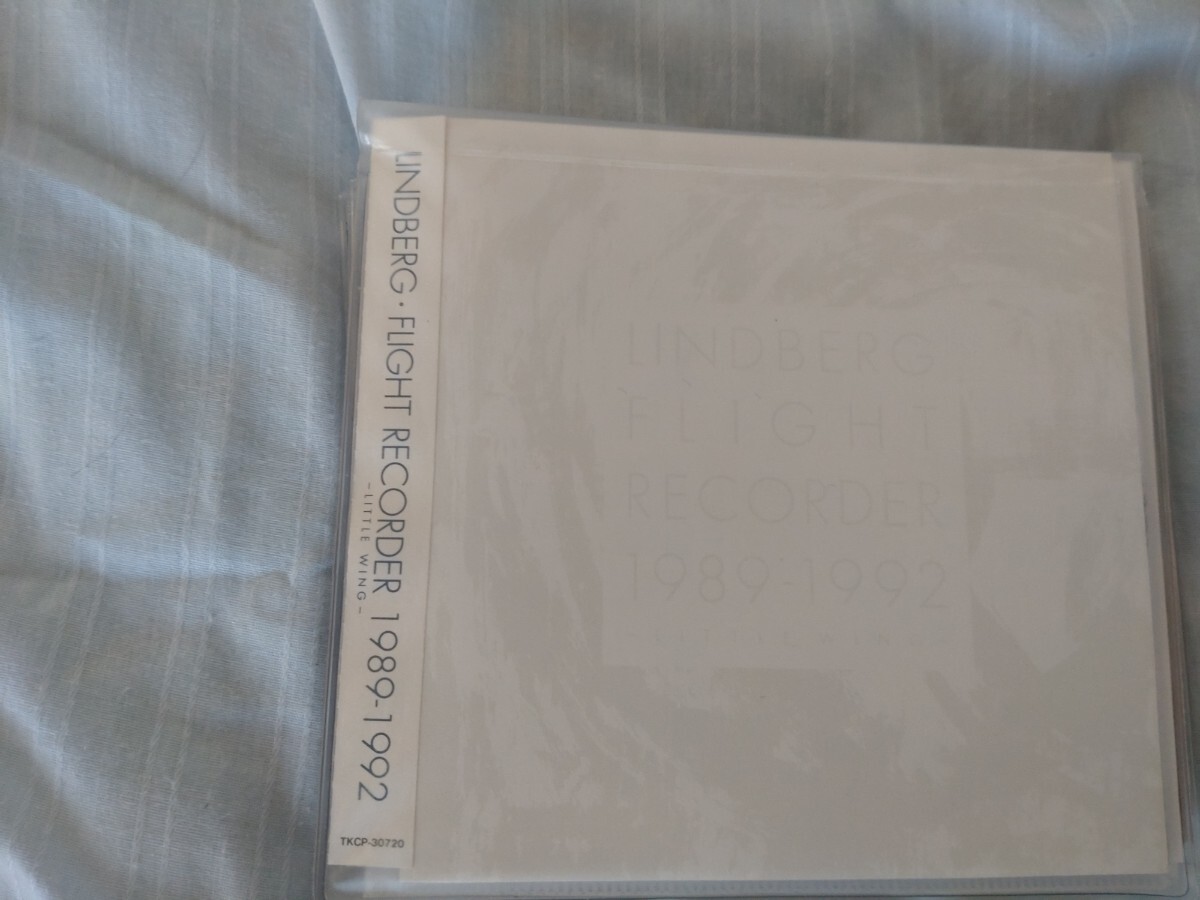 LINDBERG・FLIGHT RECORDER 1989-1992
−LITTLE WING−
TKCP-30720
LINDBERG
FLIGHT
RECORDER
1989-1992